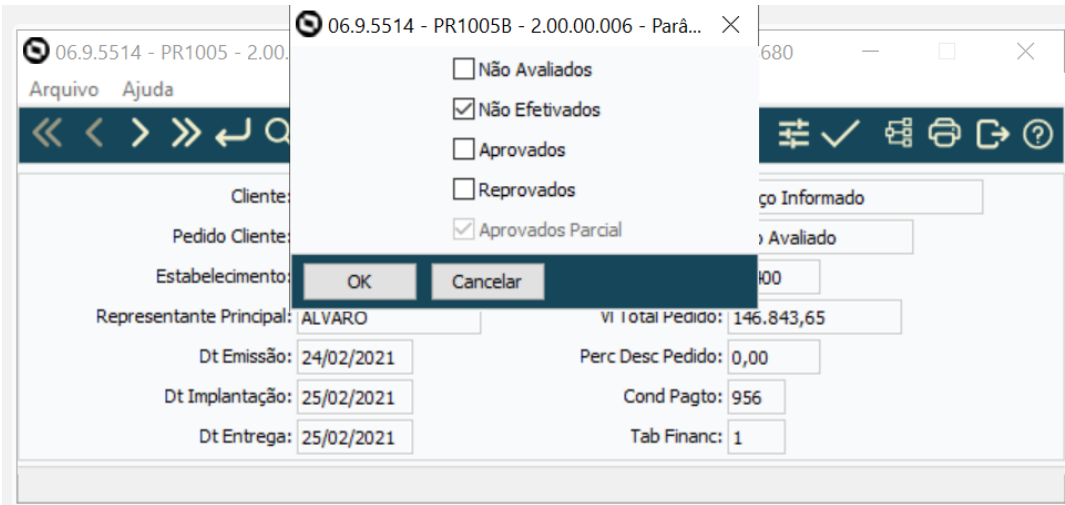 06.9.5514 - PR1005B - 2.00.00.006 - Parâ...
06.9.5514 - PR1005 - 2.00.
680
Arquivo Ajuda
Não Avaliados
Não Efetivados
Aprovados
Reprovados
Aprovados Parcial
OK Cancelar
Cliente:
ço Informado
Pedido Cliente:
Avaliado
Estabelecimento:
400
Representante Principal: ALVARO
Vl Total Pedido: 146.843,65
Dt Emissão: 24/02/2021
Perc Desc Pedido: 0,00
Dt Implantação: 25/02/2021
Cond Pagto: 956
Dt Entrega: 25/02/2021
Tab Financ: 1